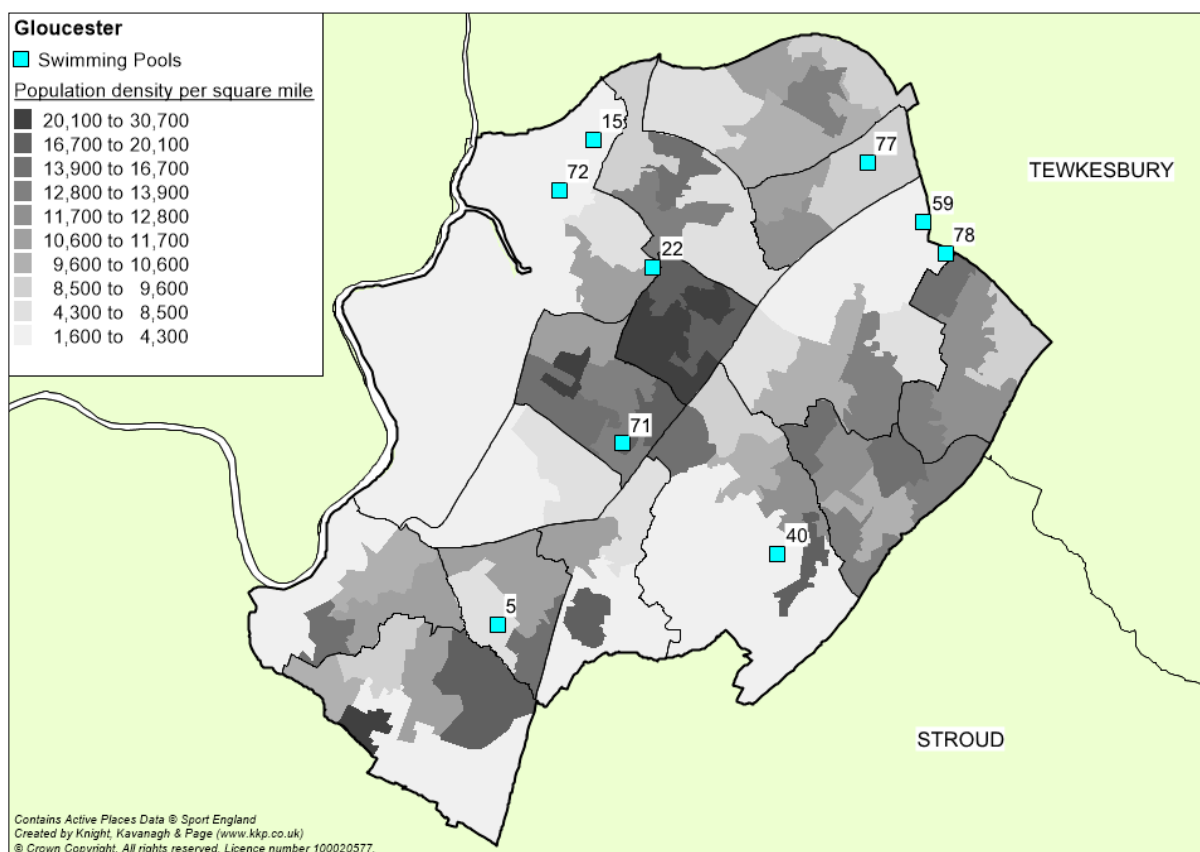 Gloucester
Swimming Pools
Population density per square mile
20,100 to 30,700
16,700 to 20,100
13,900 to 16,700
12,800 to 13,900
11,700 to 12,800
10,600 to 11,700
9,600 to 10,600
8,500 to 9,600
4,300 to 8,500
1,600 to 4,300
15
77
TEWKESBURY
72
59
78
22
71
40
5
STROUD
Contains Active Places Data © Sport England
Created by Knight, Kavanagh & Page (www.kkp.co.uk)
© Crown Copyright. All rights reserved. Licence number 100020577.